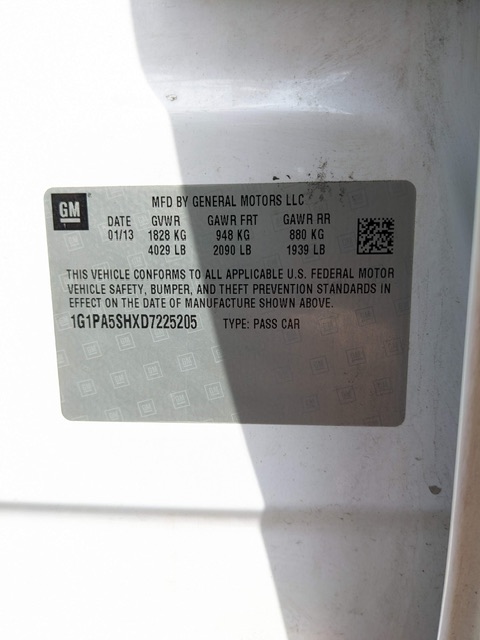 GM
MFD BY GENERAL MOTORS LLC
DATE GVWR GAWR FRT GAWR RR
01/13 1828 KG 948 KG 880 KG
4029 LB 2090 LB 1939 LB
THIS VEHICLE CONFORMS TO ALL APPLICABLE U.S. FEDERAL MOTOR
VEHICLE SAFETY, BUMPER, AND THEFT PREVENTION STANDARDS IN
EFFECT ON THE DATE OF MANUFACTURE SHOWN ABOVE.
1G1PA5SHXD7225205 TYPE: PASS CAR